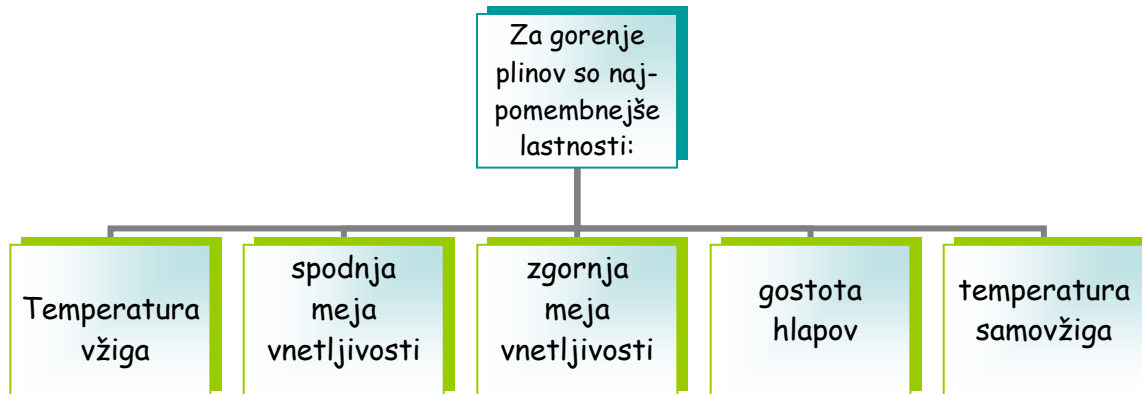 Za gorenje
plinov so naj-
pomembnejše
lastnosti:
Temperatura
vžiga
spodnja
meja
vnetljivosti
zgornja
meja
vnetljivosti
gostota
hlapov
temperatura
samovžiga